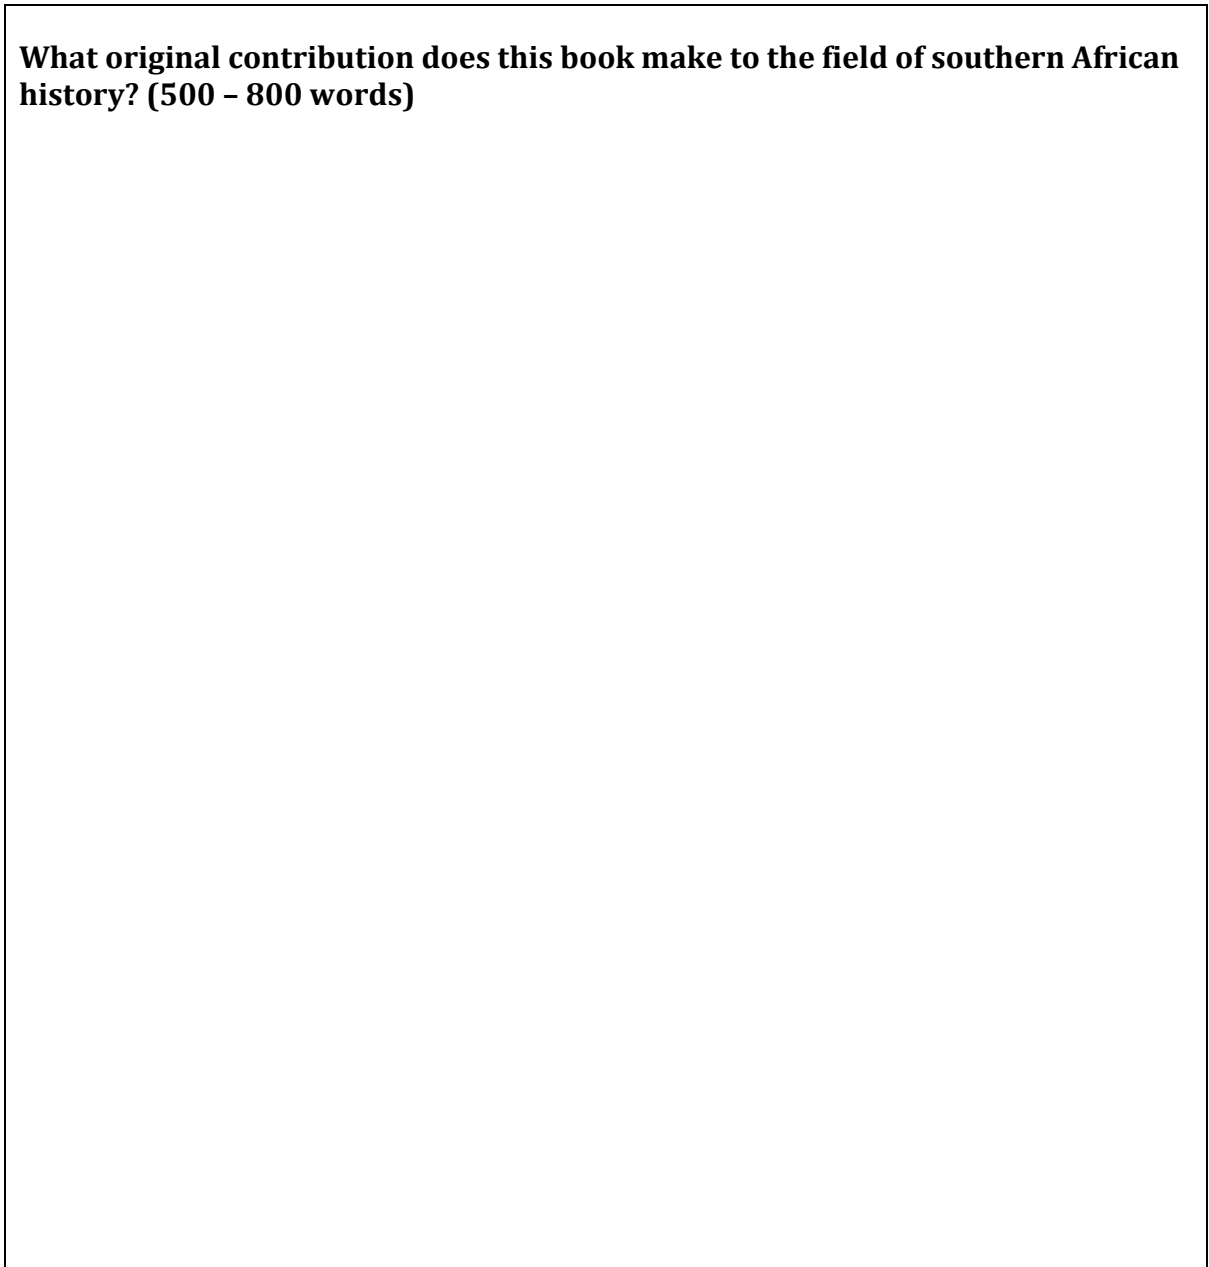 What original contribution does this book make to the field of southern African
history? (500 – 800 words)